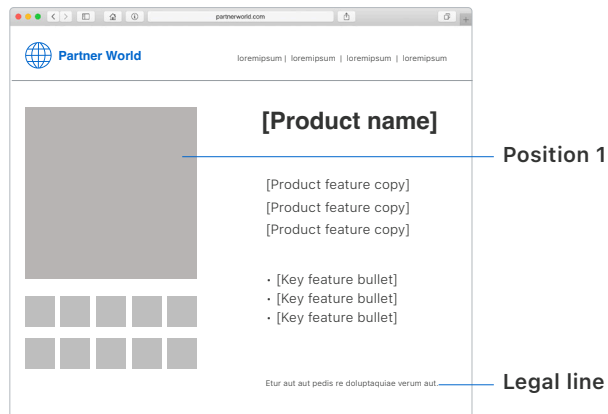 partnerworld.com
Partner World
loremipsum | loremipsum | loremipsum | loremipsum
[Product name]
Position 1
[Product feature copy]
[Product feature copy]
[Product feature copy]
• [Key feature bullet]
• [Key feature bullet]
• [Key feature bullet]
Etur aut aut pedis re doluptaquiae verum aut.
Legal line